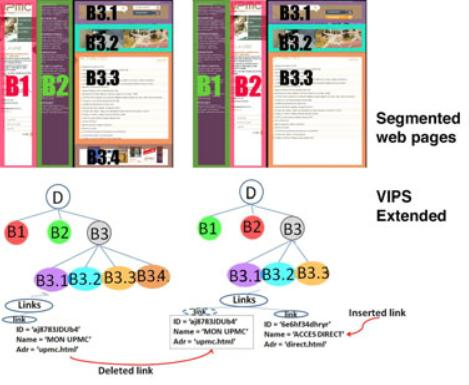 B3.1
B3.2
B3.3
B1 B2
B3.4
B3.1
B3.2
B3.3
B1 B2
Segmented
web pages
VIPS
Extended
D
B1 B2 B3
B3.1 B3.2 B3.3 B3.4
Links
link
ID = 'aj8783JDUb4'
Name = 'MON UPMC'
Adr = 'upmc.html'
Deleted link
D
B1 B2 B3
B3.1 B3.2 B3.3
Links
link
ID = 'aj8783JDUb4'
Name = 'MON UPMC'
Adr = 'upmc.html'
link
ID = '6e6hf34dhryr'
Name = 'ACCES DIRECT'
Adr = 'direct.html'
Inserted link